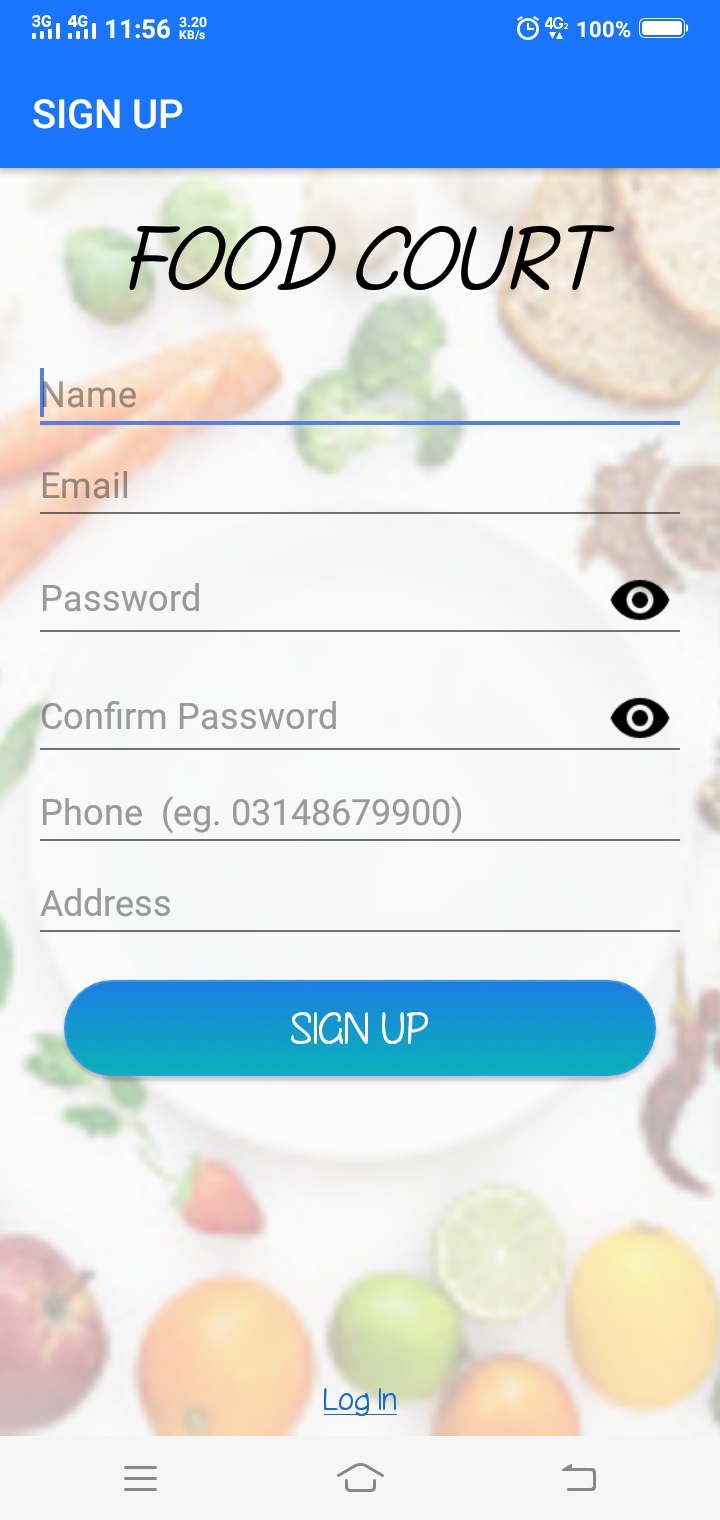 3G 4G 11:56 3.20 KB/s 4G2 100%
SIGN UP
FOOD COURT
Name
Email
Password
Confirm Password
Phone  (eg. 03148679900)
Address
SIGN UP
Log In